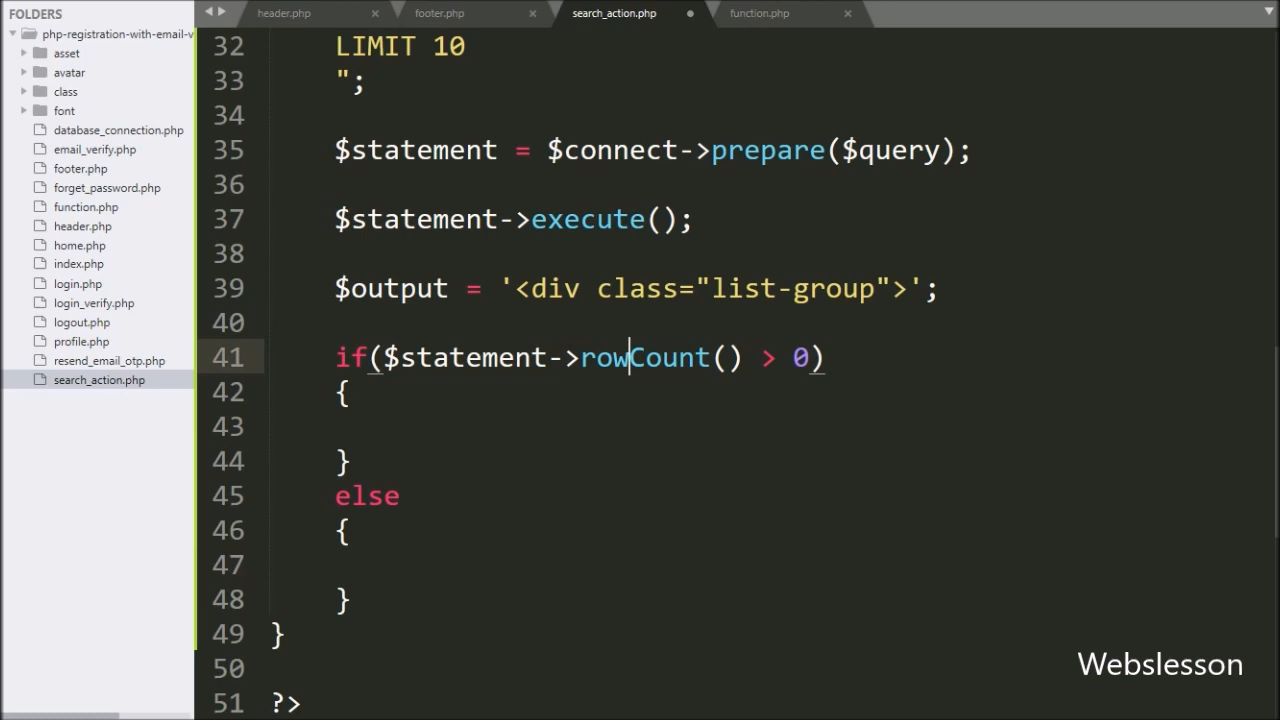 FOLDERS
php-registration-with-email-v
asset
avatar
class
font
database_connection.php
email_verify.php
footer.php
forget_password.php
function.php
header.php
home.php
index.php
login.php
login_verify.php
logout.php
profile.php
resend_email_otp.php
search_action.php
header.php
footer.php
search_action.php
function.php
32 LIMIT 10
33 ";
34
35 $statement = $connect->prepare($query);
36
37 $statement->execute();
38
39 $output = '<div class="list-group">';
40
41 if($statement->rowCount() > 0)
42 {
43
44 }
45 else
46 {
47
48 }
49 }
50
51 ?>
Webslesson